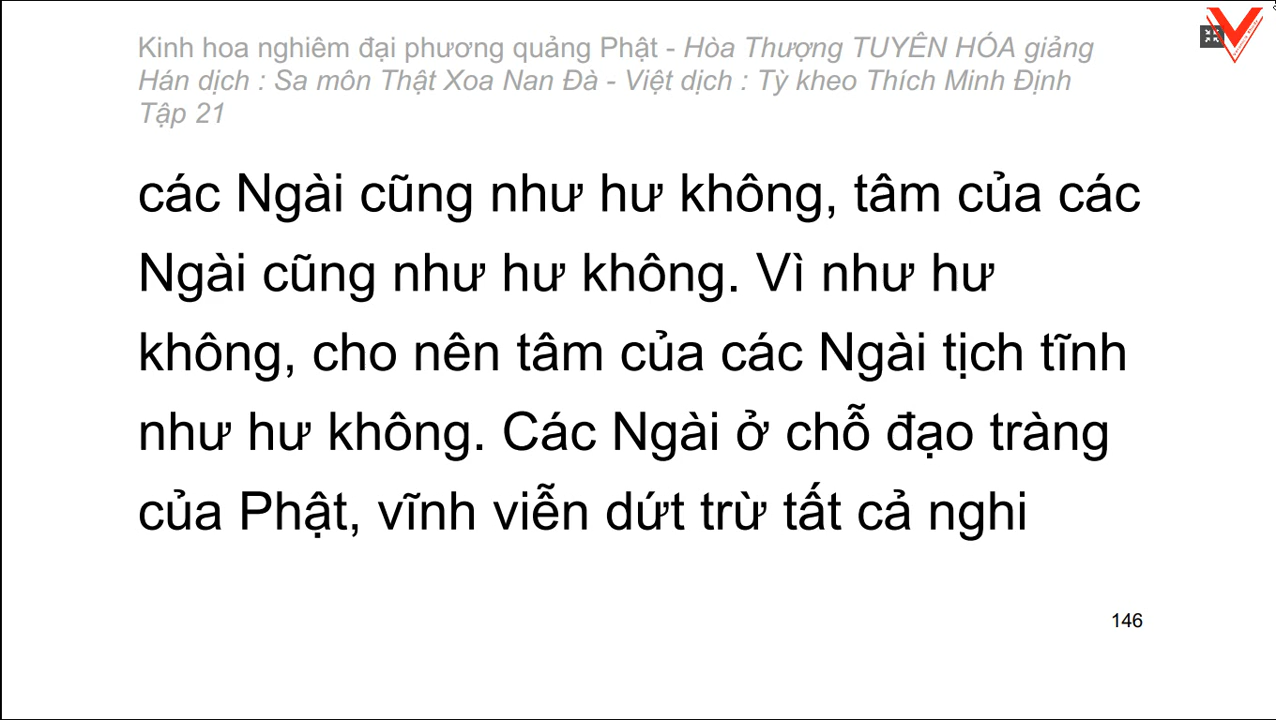 Kinh hoa nghiêm đại phương quảng Phật - Hòa Thượng TUYÊN HÓA giảng
Hán dịch : Sa môn Thật Xoa Nan Đà - Việt dịch : Tỳ kheo Thích Minh Định
Tập 21
các Ngài cũng như hư không, tâm của các
Ngài cũng như hư không. Vì như hư
không, cho nên tâm của các Ngài tịch tĩnh
như hư không. Các Ngài ở chỗ đạo tràng
của Phật, vĩnh viễn dứt trừ tất cả nghi
146